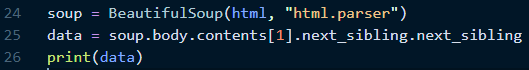 24 soup = BeautifulSoup(html, "html.parser")
25 data = soup.body.contents[1].next_sibling.next_sibling
26 print(data)